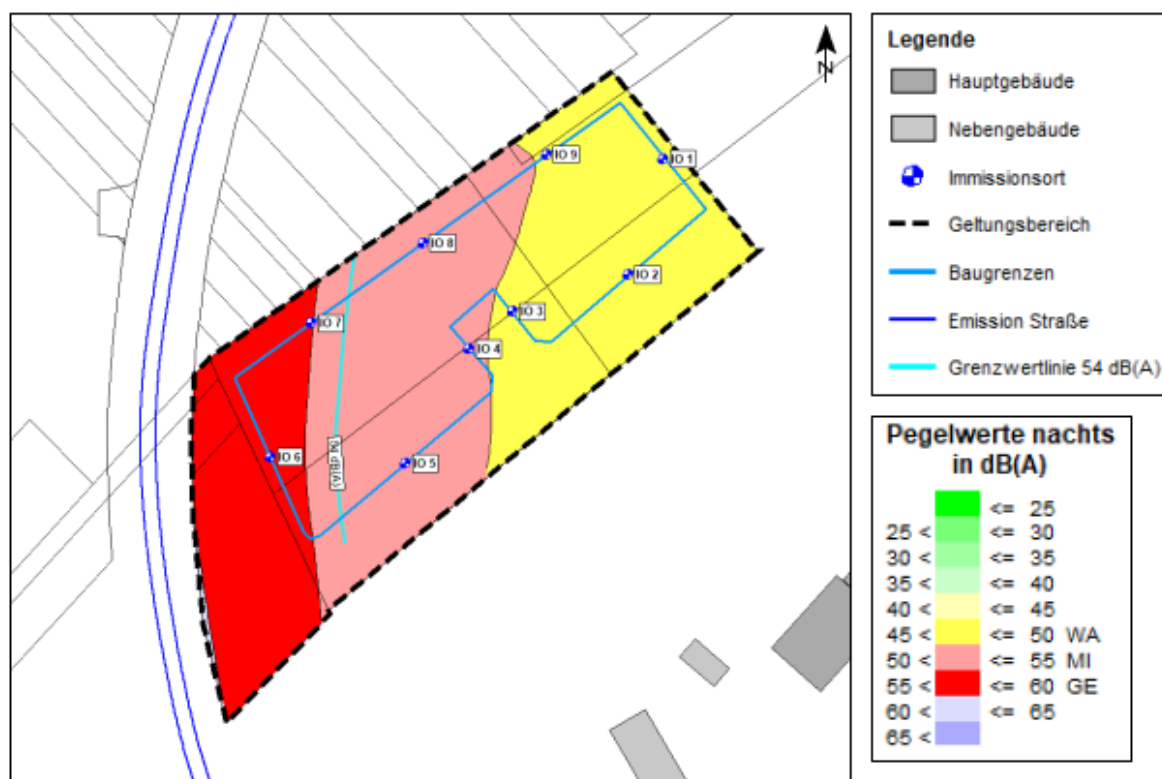 N
IO 9
IO 1
IO 8
IO 2
IO 3
IO 7
IO 4
IO 6
IO 5
Legende
Hauptgebäude
Nebengebäude
Immissionsort
Geltungsbereich
Baugrenzen
Emission Straße
Grenzwertlinie 54 dB(A)
Pegelwerte nachts
in dB(A)
<= 25
25 < <= 30
30 < <= 35
35 < <= 40
40 < <= 45
45 < <= 50 WA
50 < <= 55 MI
55 < <= 60 GE
60 < <= 65
65 <